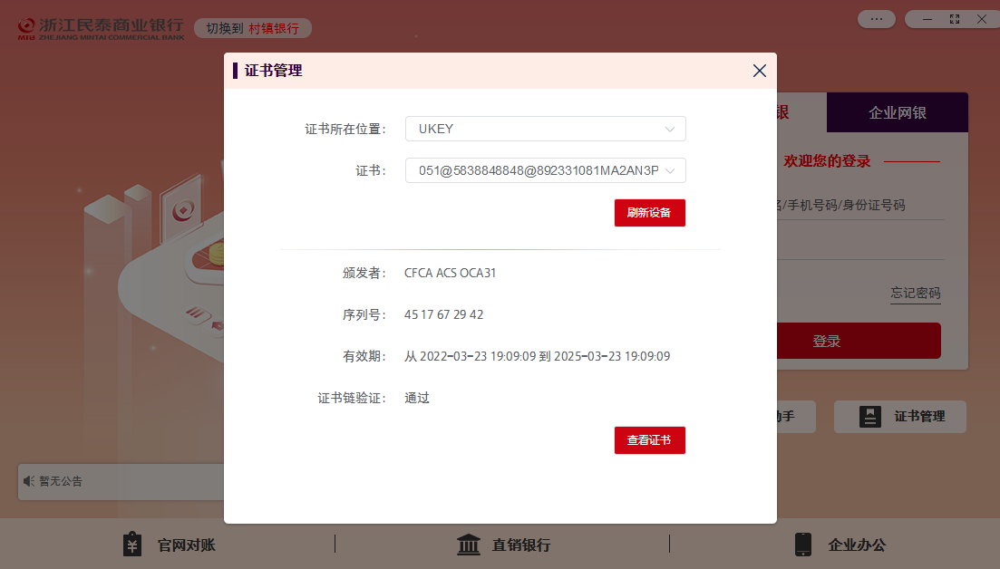 浙江民泰商业银行
MTB ZHEJIANG MINTAI COMMERCIAL BANK
切换到 村镇银行
证书管理
证书所在位置: UKEY
证书: 051@5838848848@892331081MA2AN3P
刷新设备
颁发者: CFCA ACS OCA31
序列号: 45 17 67 29 42
有效期: 从 2022-03-23 19:09:09 到 2025-03-23 19:09:09
证书链验证: 通过
查看证书
银
企业网银
欢迎您的登录
/手机号码/身份证号码
忘记密码
登录
手
证书管理
暂无公告
官网对账
直销银行
企业办公